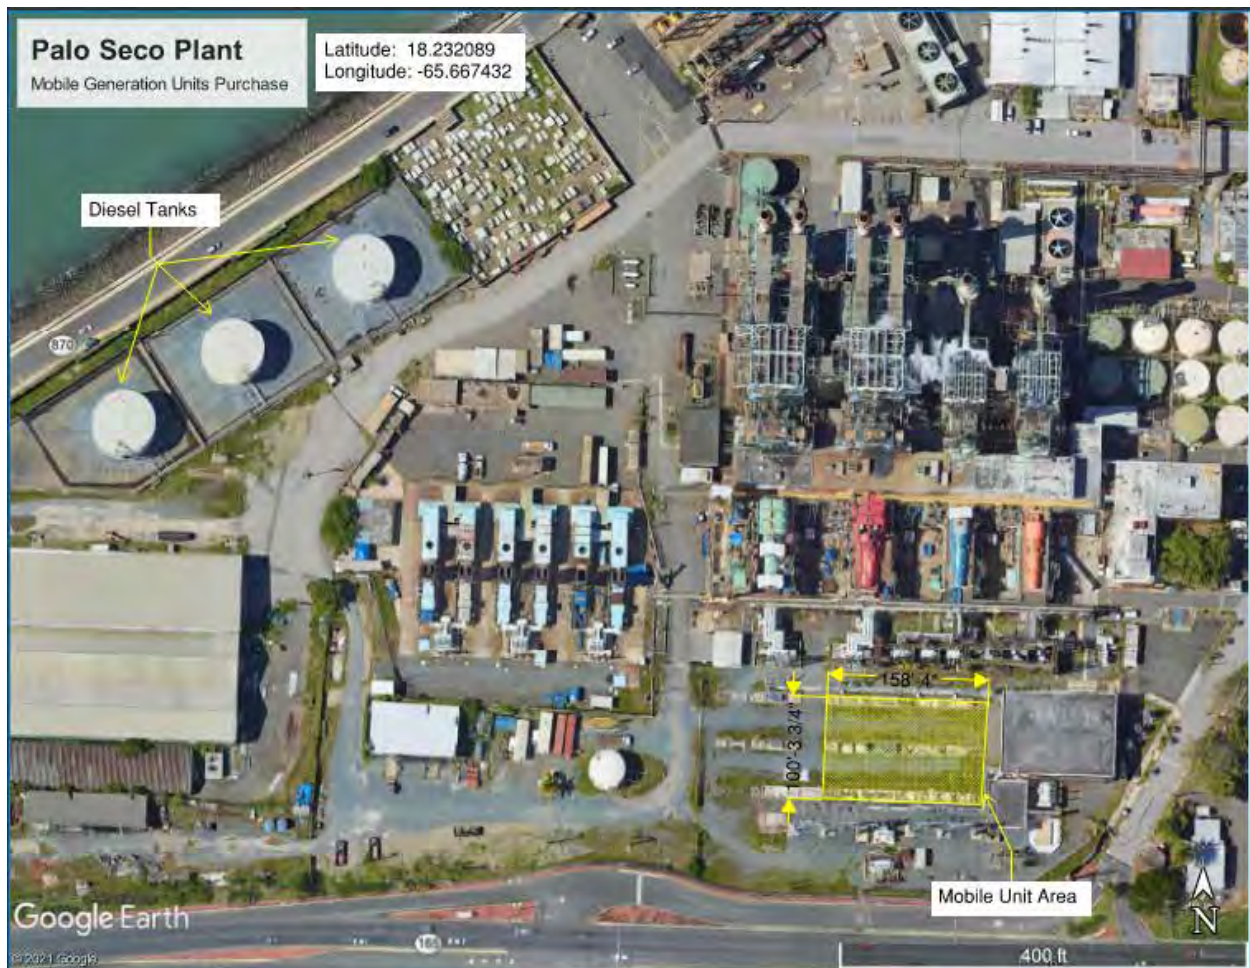 Palo Seco Plant
Mobile Generation Units Purchase
Latitude: 18.232089
Longitude: -65.667432
Diesel Tanks
870
158'-4"
100'-3 3/4"
Mobile Unit Area
Google Earth
N
400 ft
© 2021 Google